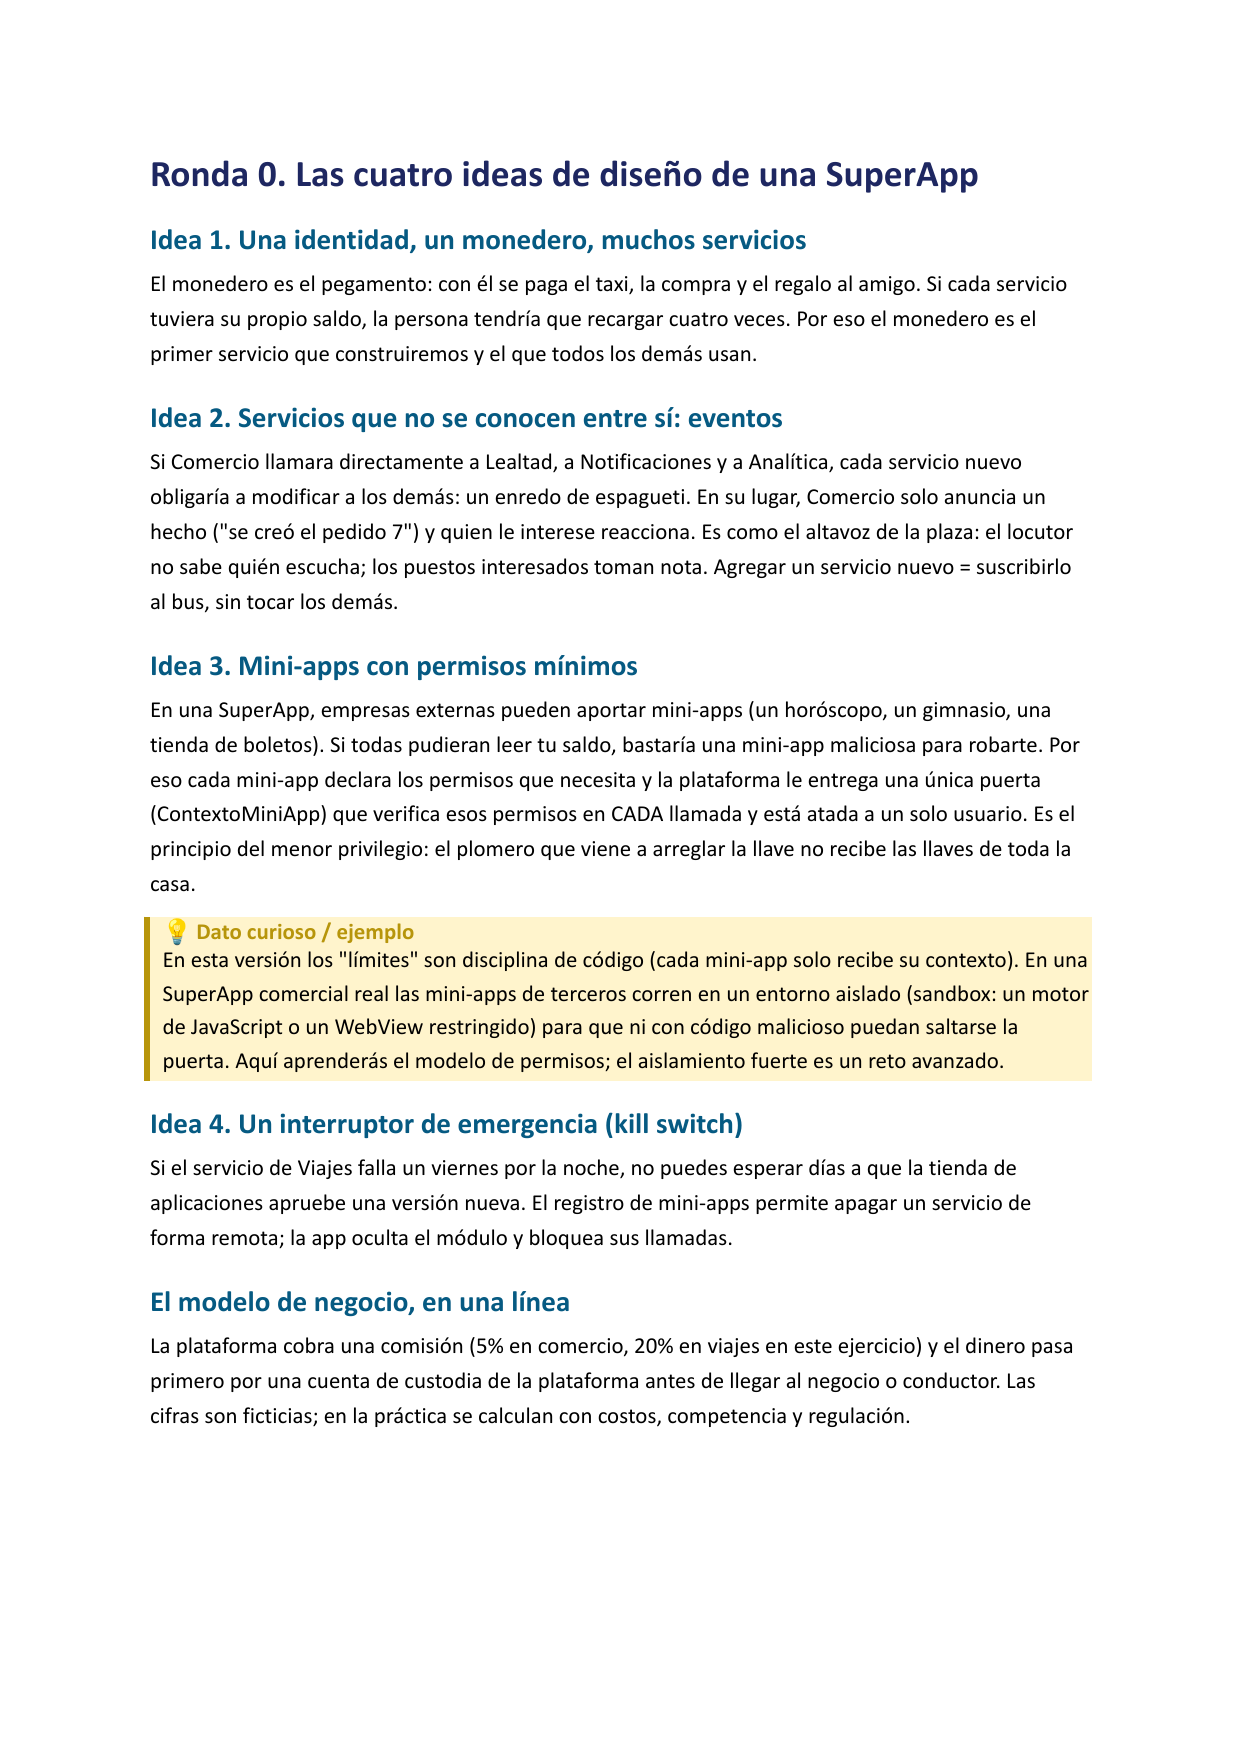 Ronda 0. Las cuatro ideas de diseño de una SuperApp
Idea 1. Una identidad, un monedero, muchos servicios
El monedero es el pegamento: con él se paga el taxi, la compra y el regalo al amigo. Si cada servicio
tuviera su propio saldo, la persona tendría que recargar cuatro veces. Por eso el monedero es el
primer servicio que construiremos y el que todos los demás usan.
Idea 2. Servicios que no se conocen entre sí: eventos
Si Comercio llamara directamente a Lealtad, a Notificaciones y a Analítica, cada servicio nuevo
obligaría a modificar a los demás: un enredo de espagueti. En su lugar, Comercio solo anuncia un
hecho ("se creó el pedido 7") y quien le interese reacciona. Es como el altavoz de la plaza: el locutor
no sabe quién escucha; los puestos interesados toman nota. Agregar un servicio nuevo = suscribirlo
al bus, sin tocar los demás.
Idea 3. Mini-apps con permisos mínimos
En una SuperApp, empresas externas pueden aportar mini-apps (un horóscopo, un gimnasio, una
tienda de boletos). Si todas pudieran leer tu saldo, bastaría una mini-app maliciosa para robarte. Por
eso cada mini-app declara los permisos que necesita y la plataforma le entrega una única puerta
(ContextoMiniApp) que verifica esos permisos en CADA llamada y está atada a un solo usuario. Es el
principio del menor privilegio: el plomero que viene a arreglar la llave no recibe las llaves de toda la
casa.
💡 Dato curioso / ejemplo
En esta versión los "límites" son disciplina de código (cada mini-app solo recibe su contexto). En una
SuperApp comercial real las mini-apps de terceros corren en un entorno aislado (sandbox: un motor
de JavaScript o un WebView restringido) para que ni con código malicioso puedan saltarse la
puerta. Aquí aprenderás el modelo de permisos; el aislamiento fuerte es un reto avanzado.
Idea 4. Un interruptor de emergencia (kill switch)
Si el servicio de Viajes falla un viernes por la noche, no puedes esperar días a que la tienda de
aplicaciones apruebe una versión nueva. El registro de mini-apps permite apagar un servicio de
forma remota; la app oculta el módulo y bloquea sus llamadas.
El modelo de negocio, en una línea
La plataforma cobra una comisión (5% en comercio, 20% en viajes en este ejercicio) y el dinero pasa
primero por una cuenta de custodia de la plataforma antes de llegar al negocio o conductor. Las
cifras son ficticias; en la práctica se calculan con costos, competencia y regulación.